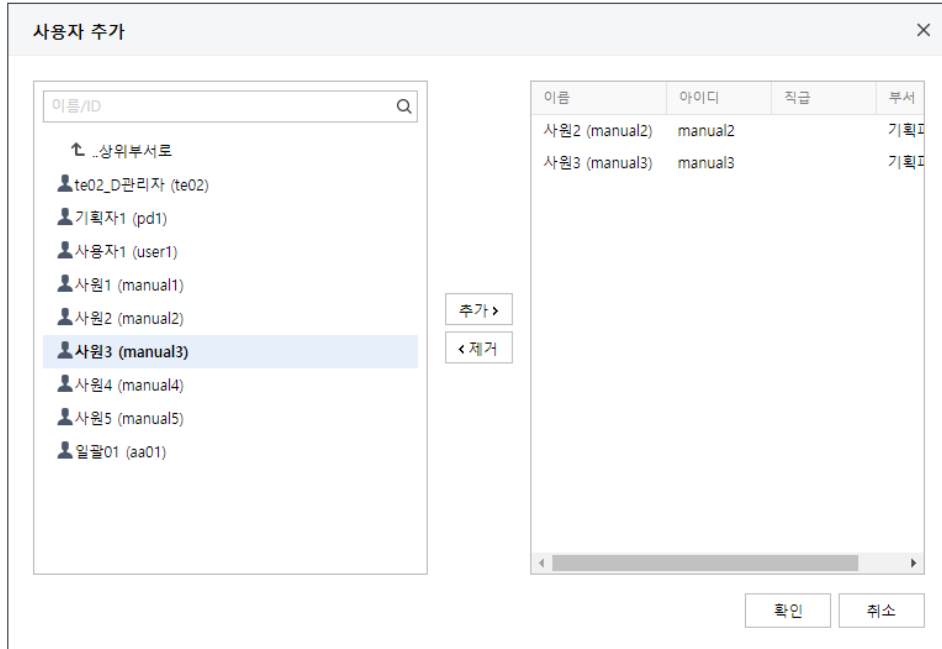 사용자 추가
이름/ID
..상위부서로
te02_D관리자 (te02)
기획자1 (pd1)
사용자1 (user1)
사원1 (manual1)
사원2 (manual2)
사원3 (manual3)
사원4 (manual4)
사원5 (manual5)
일괄01 (aa01)
추가
제거
이름 아이디 직급 부서
사원2 (manual2) manual2 기획
사원3 (manual3) manual3 기획
확인 취소